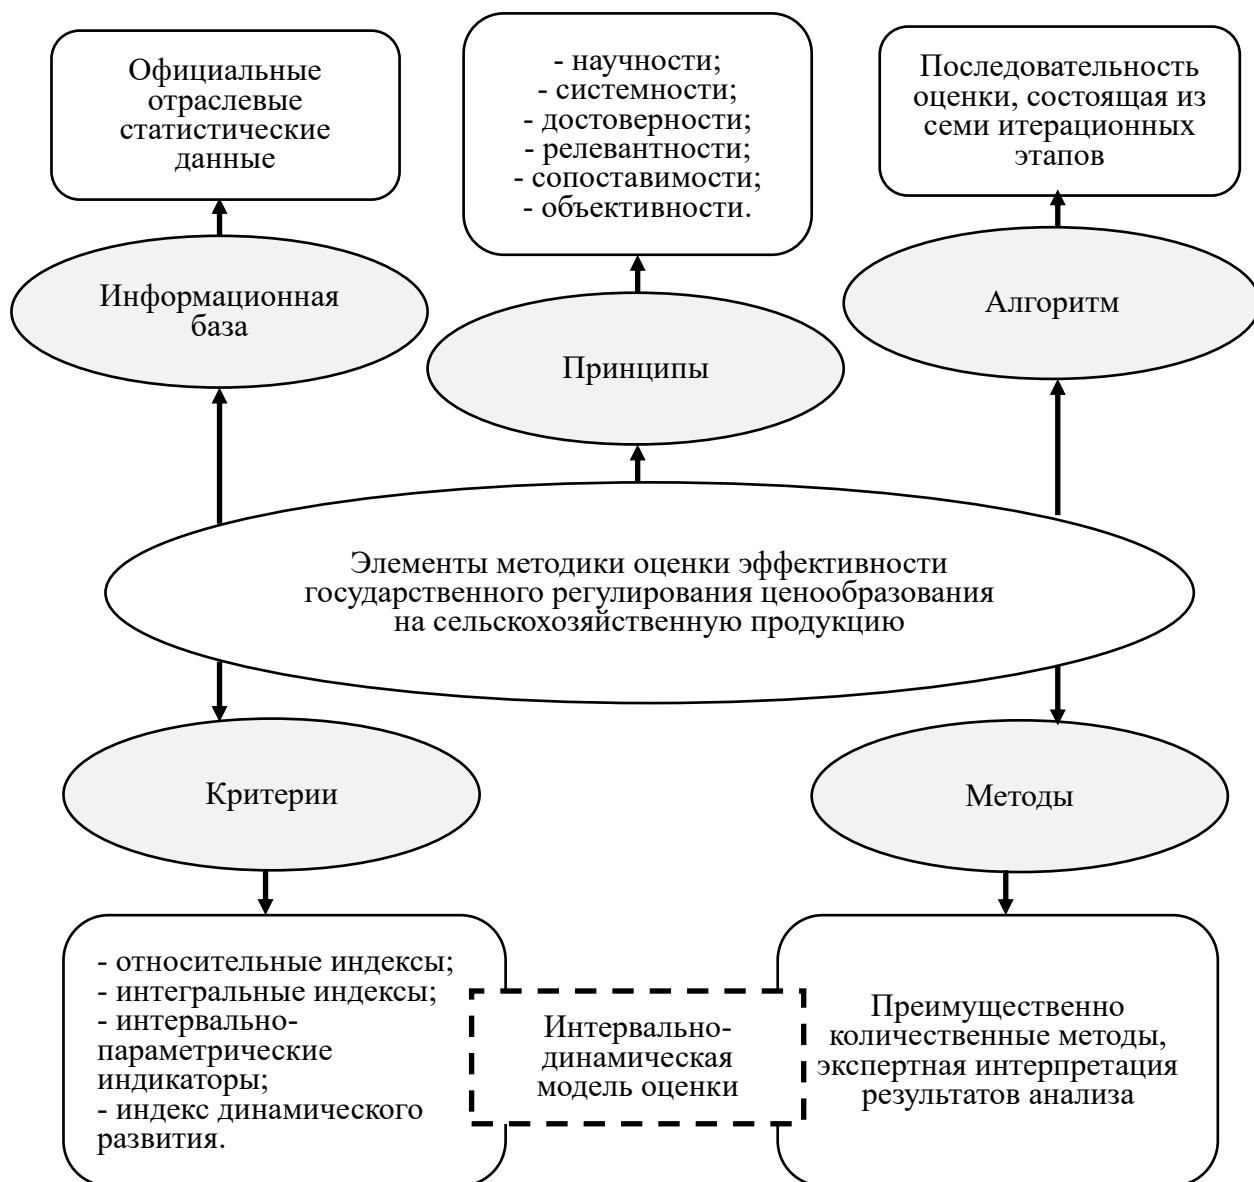 Официальные
отраслевые
статистические
данные
- научности;
- системности;
- достоверности;
- релевантности;
- сопоставимости;
- объективности.
Последовательность
оценки, состоящая из
семи итерационных
этапов
Информационная
база
Принципы
Алгоритм
Элементы методики оценки эффективности
государственного регулирования ценообразования
на сельскохозяйственную продукцию
Критерии
Методы
- относительные индексы;
- интегральные индексы;
- интервально-
параметрические
индикаторы;
- индекс динамического
развития.
Интервально-
динамическая
модель оценки
Преимущественно
количественные методы,
экспертная интерпретация
результатов анализа